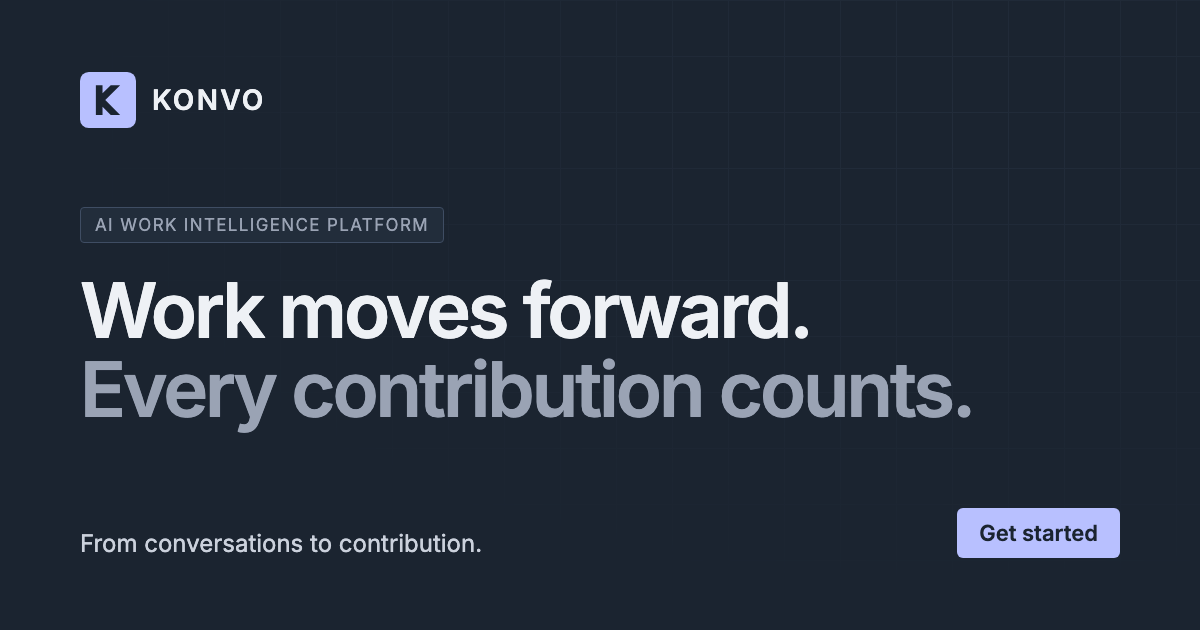 K
KONVO
AI WORK INTELLIGENCE PLATFORM
Work moves forward.
Every contribution counts.
From conversations to contribution.
Get started